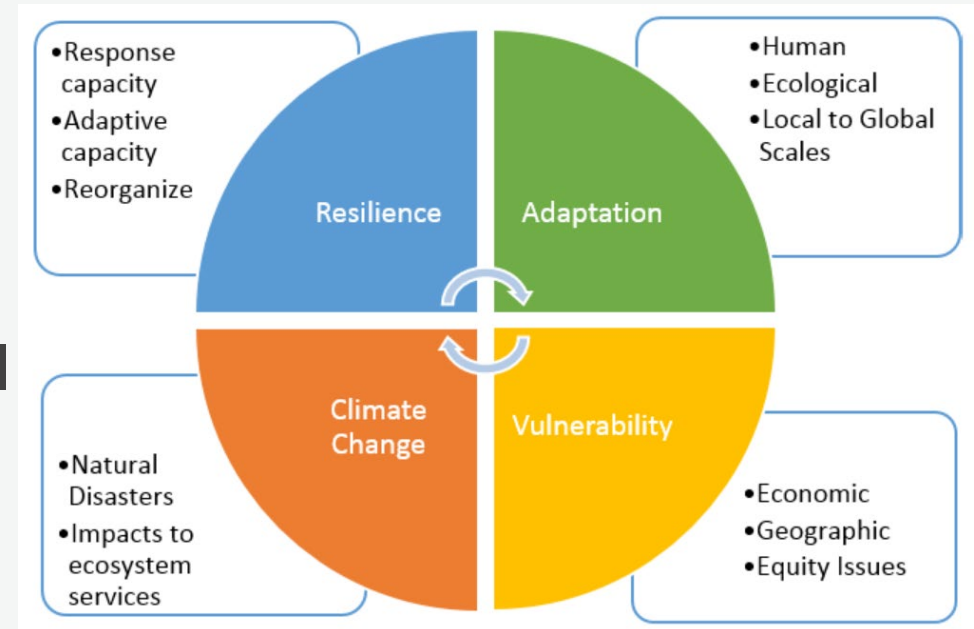 •Response
capacity
•Adaptive
capacity
•Reorganize
•Human
•Ecological
•Local to Global
Scales
Resilience
Adaptation
Climate
Change
Vulnerability
•Natural
Disasters
•Impacts to
ecosystem
services
•Economic
•Geographic
•Equity Issues